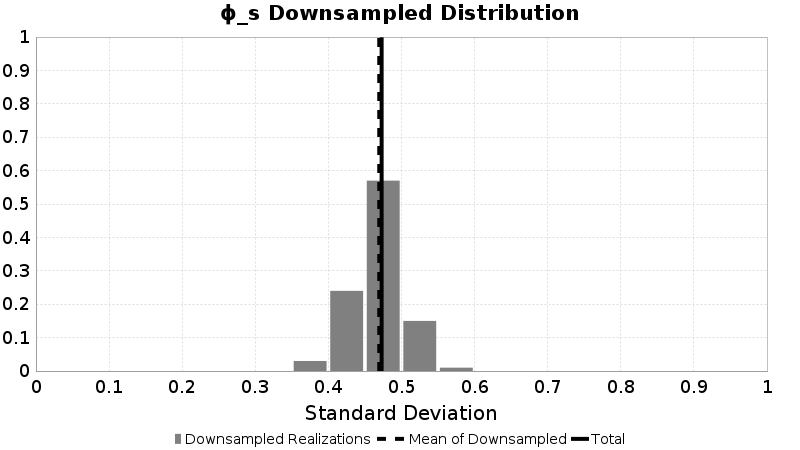 ϕ_s Downsampled Distribution
1
0.9
0.8
0.7
0.6
0.5
0.4
0.3
0.2
0.1
0
0 0.1 0.2 0.3 0.4 0.5 0.6 0.7 0.8 0.9 1
Standard Deviation
Downsampled Realizations Mean of Downsampled Total